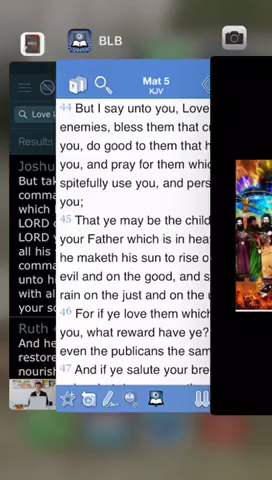 BLB
Mat 5
KJV
44 But I say unto you, Love
enemies, bless them that
you, do good to them that h
you, and pray for them whic
spitefully use you, and pers
you;
45 That ye may be the child
your Father which is in hea
he maketh his sun to rise o
evil and on the good, and s
rain on the just and on the u
46 For if ye love them which
you, what reward have ye?
even the publicans the sam
47 And if ye salute your bre
Love
Results
Joshu
But tak
comma
which
LORD
LORD
all his
comma
unto hi
with al
your so
Ruth 4
And he
restore
nourish